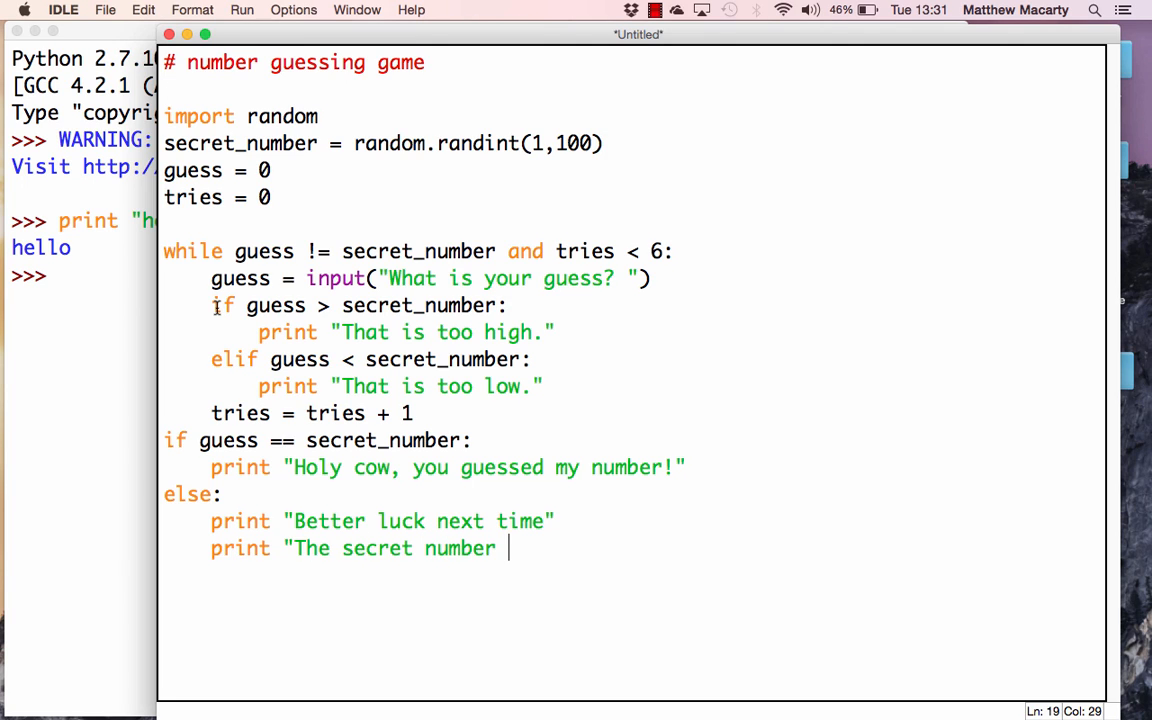 IDLE File Edit Format Run Options Window Help 46% Tue 13:31 Matthew Macarty
*Untitled*
Python 2.7.10
[GCC 4.2.1 (
Type "copyri
>>> WARNING:
Visit http:/
>>> print "he
hello
>>>
# number guessing game
import random
secret_number = random.randint(1,100)
guess = 0
tries = 0
while guess != secret_number and tries < 6:
guess = input("What is your guess? ")
if guess > secret_number:
print "That is too high."
elif guess < secret_number:
print "That is too low."
tries = tries + 1
if guess == secret_number:
print "Holy cow, you guessed my number!"
else:
print "Better luck next time"
print "The secret number
Ln: 19 Col: 29